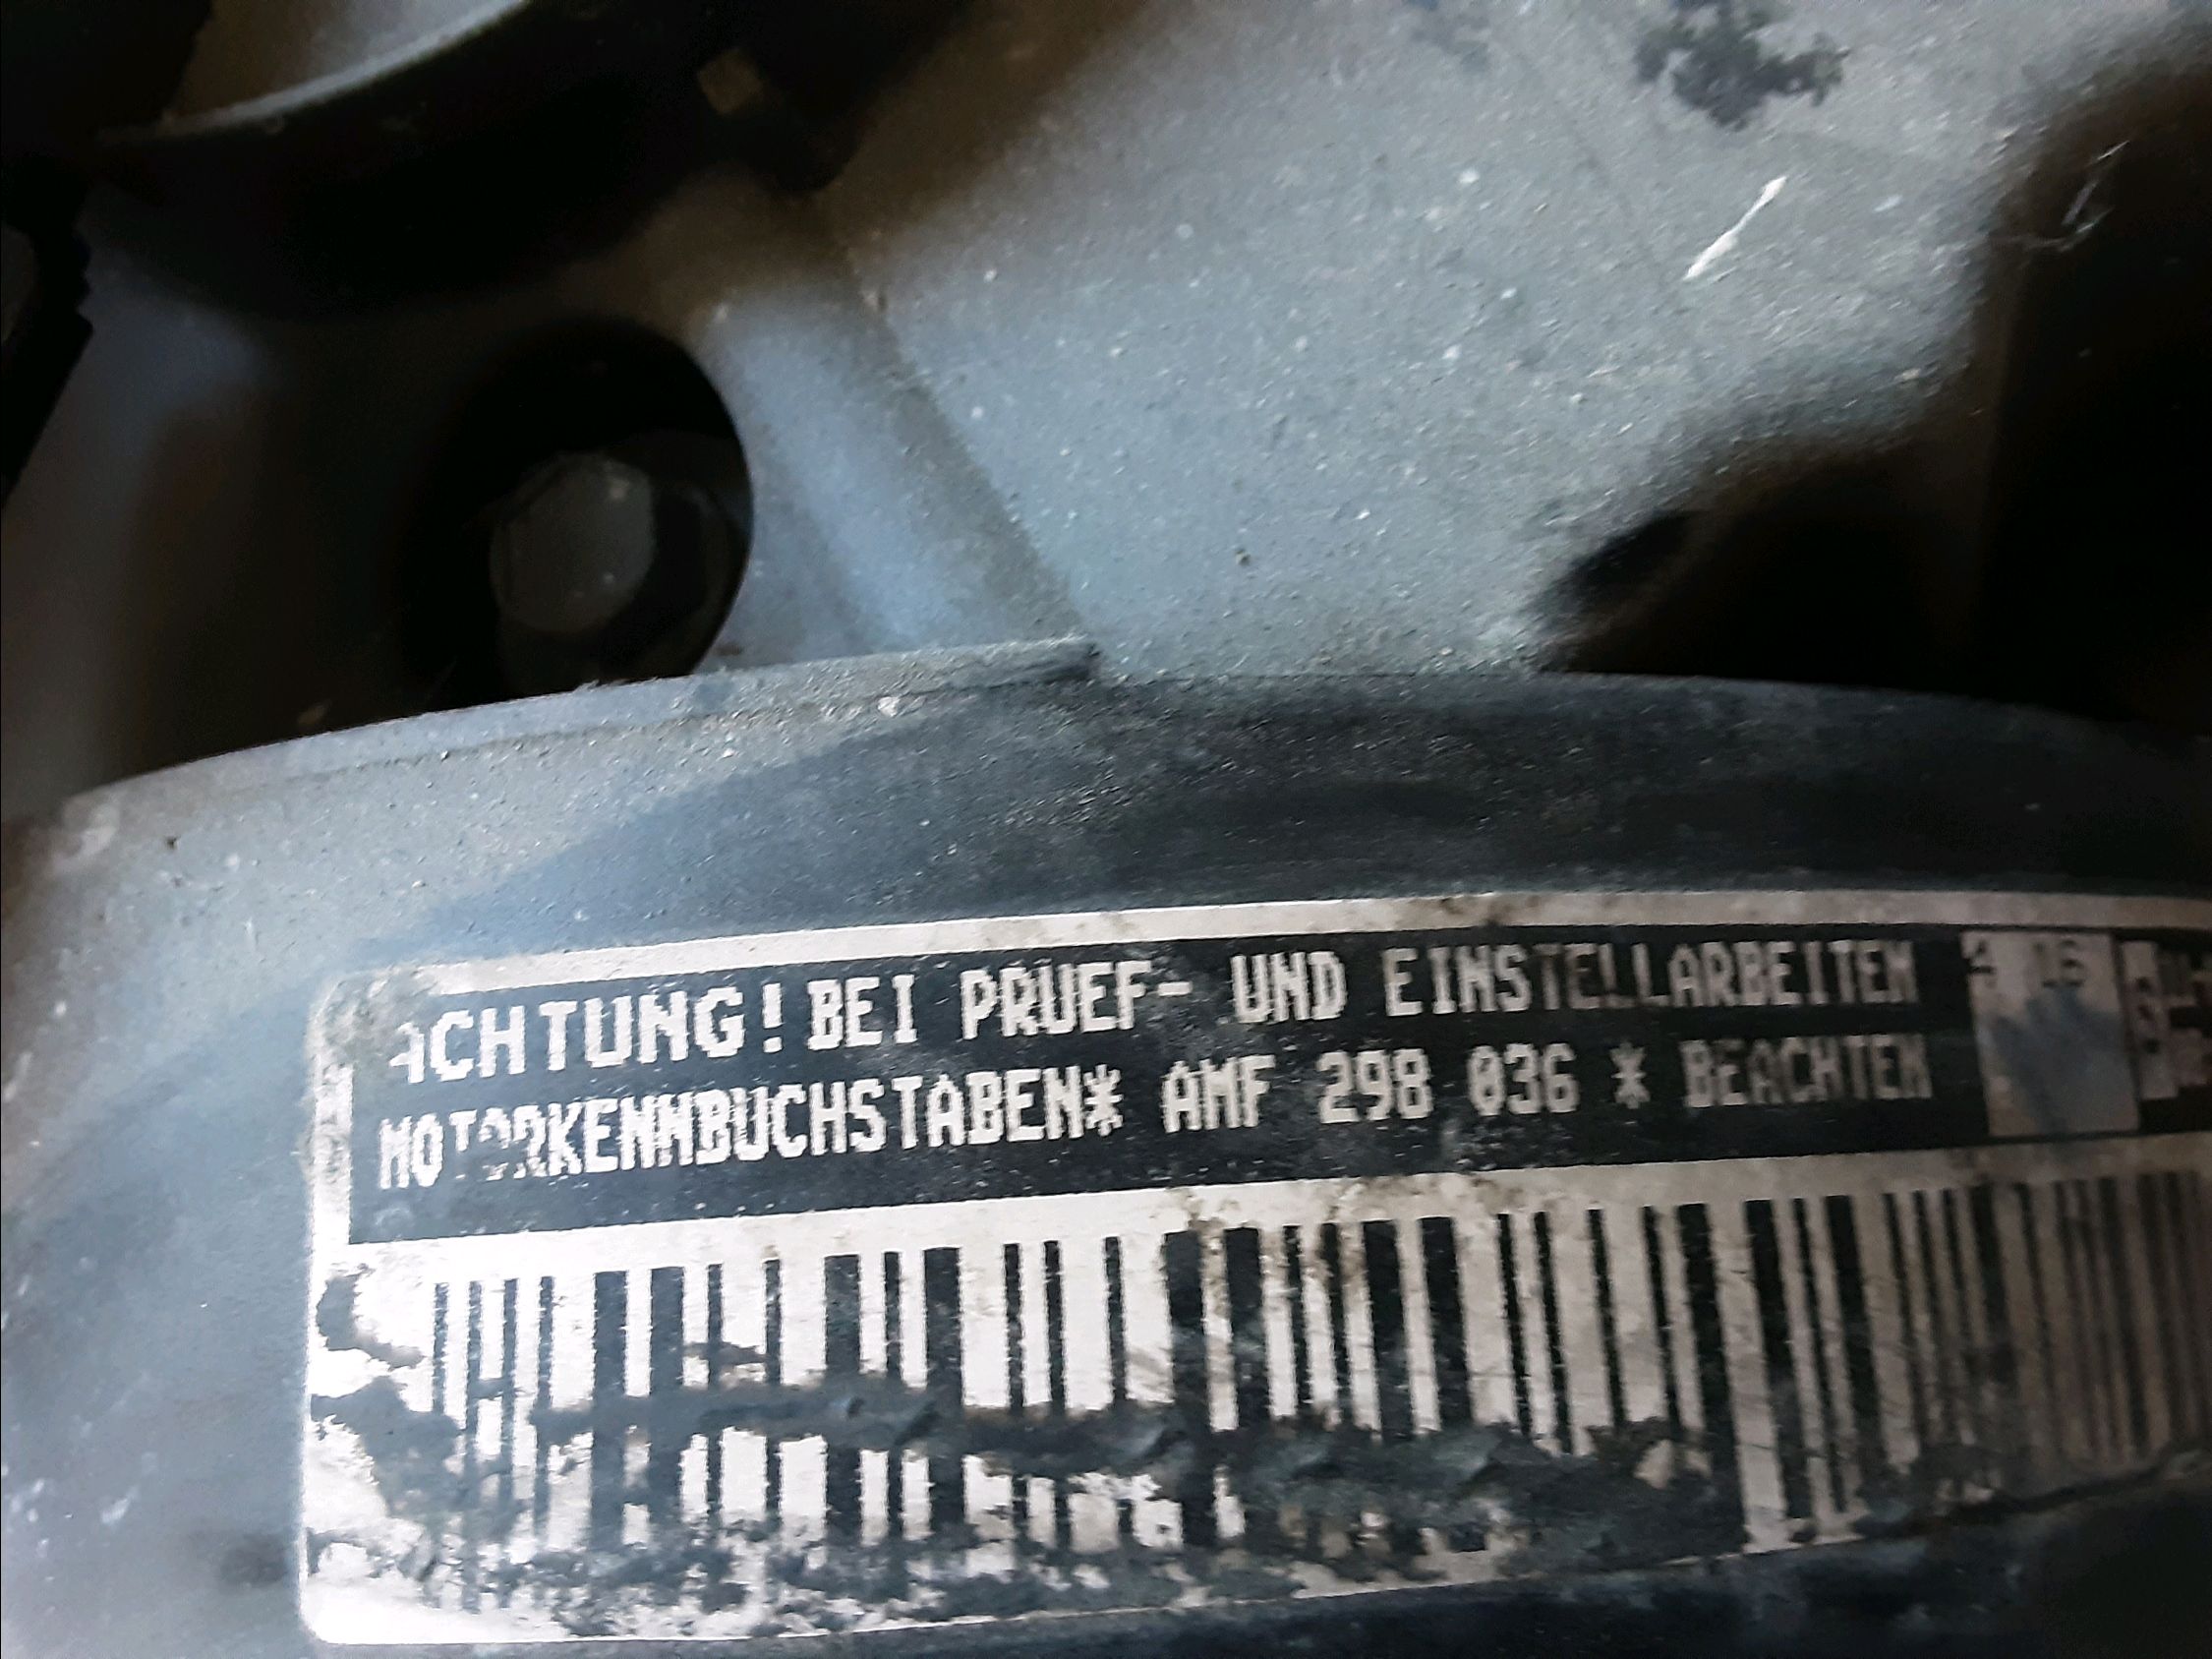 ACHTUNG! BEI PRUEF- UND EINSTELLARBEITEN
MOTORKENNBUCHSTABEN* AMF 298 036 * BEACHTEN